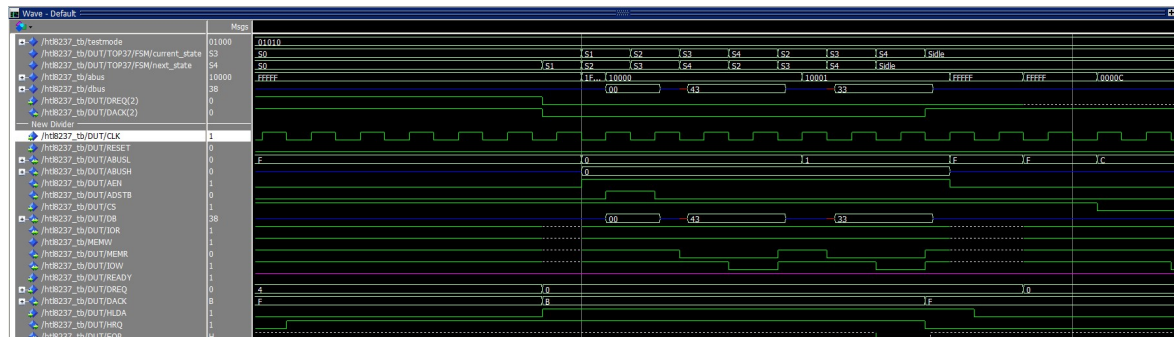 Wave - Default
Msgs
/htl8237_tb/testmode 01000 01010
/htl8237_tb/DUT/TOP37/FSM/current_state S3 S0 S1 S2 S3 S4 S2 S3 S4 Sidle
/htl8237_tb/DUT/TOP37/FSM/next_state S4 S0 S1 S2 S3 S4 S2 S3 S4 Sidle
/htl8237_tb/abus 10000 FFFFF 1F... 10000 10001 FFFFF FFFFF 0000C
/htl8237_tb/dbus 38 00 43 33
/htl8237_tb/DUT/DREQ(2) 0
/htl8237_tb/DUT/DACK(2) 0
New Divider
/htl8237_tb/DUT/CLK 1
/htl8237_tb/DUT/RESET 0
/htl8237_tb/DUT/ABUSL 0 F 0 1 F F C
/htl8237_tb/DUT/ABUSH 0 0
/htl8237_tb/DUT/AEN 1
/htl8237_tb/DUT/ADSTB 0
/htl8237_tb/DUT/CS 1
/htl8237_tb/DUT/DB 38 00 43 33
/htl8237_tb/DUT/IOR 1
/htl8237_tb/DUT/MEMW 1
/htl8237_tb/DUT/MEMR 0
/htl8237_tb/DUT/IOW 1
/htl8237_tb/DUT/READY 1
/htl8237_tb/DUT/DREQ 0 4 0 0
/htl8237_tb/DUT/DACK B F B F
/htl8237_tb/DUT/HLDA 1
/htl8237_tb/DUT/HRQ 1
/htl8237_tb/DUT/EOP H